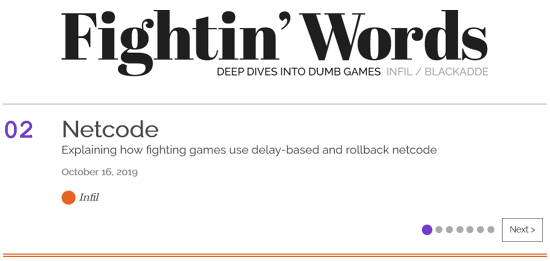 Fightin' Words
DEEP DIVES INTO DUMB GAMES INFIL / BLACKADDE
02
Netcode
Explaining how fighting games use delay-based and rollback netcode
October 16, 2019
Infil
Next >